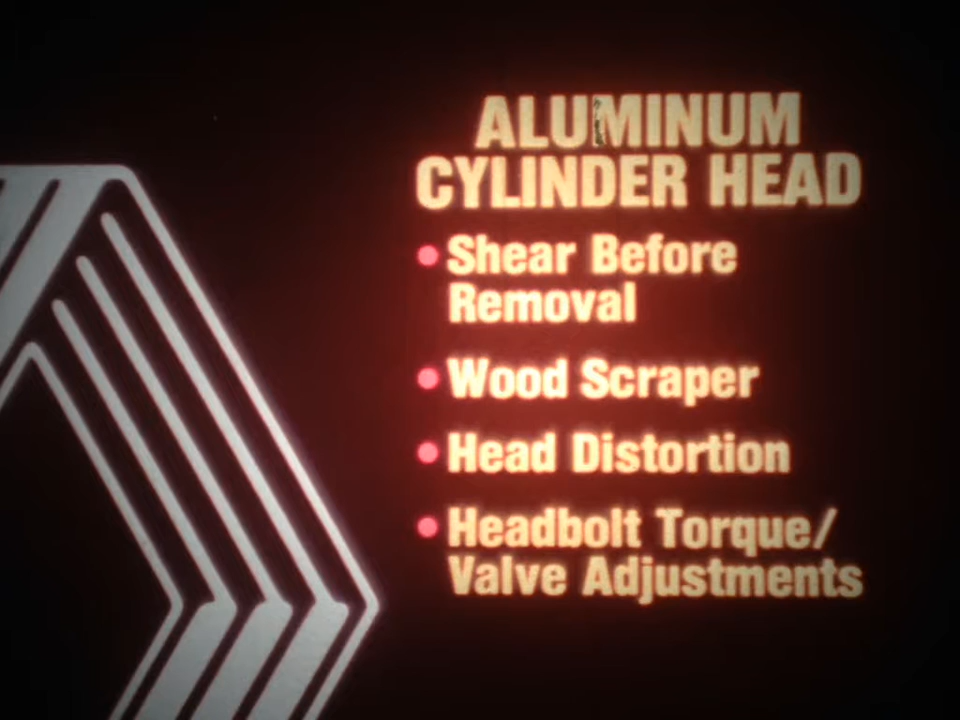 ALUMINUM
CYLINDER HEAD
• Shear Before
Removal
• Wood Scraper
• Head Distortion
• Headbolt Torque/
Valve Adjustments